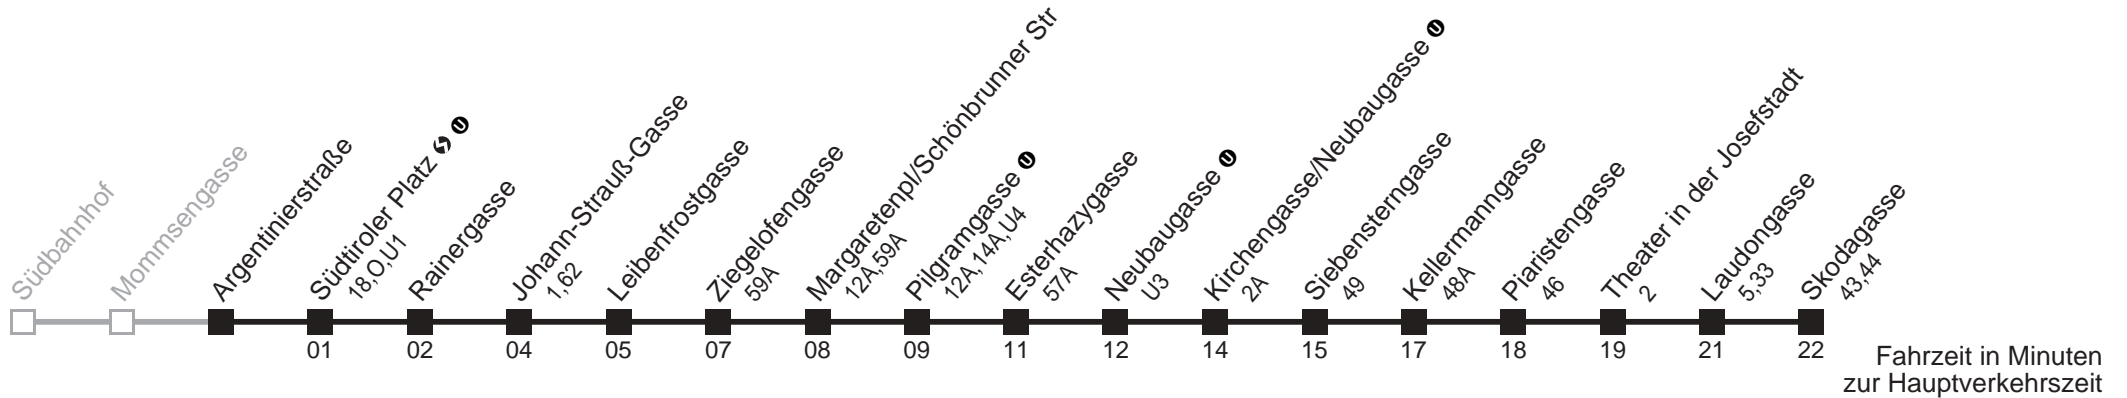 Südbahnhof
Mommsengasse
Argentinierstraße
Südtiroler Platz U
18,O,U1
Rainergasse
Johann-Strauß-Gasse
1,62
Leibenfrostgasse
Ziegelofengasse
59A
Margaretenpl/Schönbrunner Str
12A,59A
Pilgramgasse U
12A,14A,U4
Esterhazygasse
57A
Neubaugasse U
U3
Kirchengasse/Neubaugasse U
2A
Siebensterngasse
49
Kellermanngasse
48A
Piaristengasse
46
Theater in der Josefstadt
2
Laudongasse
5,33
Skodagasse
43,44
01 02 04 05 07 08 09 11 12 14 15 17 18 19 21 22
Fahrzeit in Minuten
zur Hauptverkehrszeit